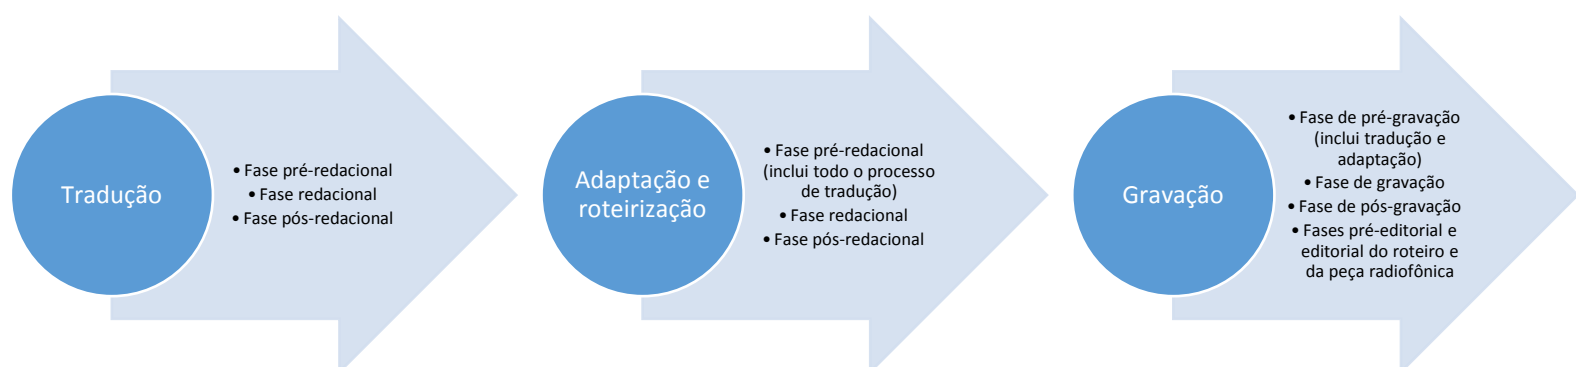 Tradução
• Fase pré-redacional
• Fase redacional
• Fase pós-redacional
Adaptação e
roteirização
• Fase pré-redacional
(inclui todo o processo
de tradução)
• Fase redacional
• Fase pós-redacional
Gravação
• Fase de pré-gravação
(inclui tradução e
adaptação)
• Fase de gravação
• Fase de pós-gravação
• Fases pré-editorial e
editorial do roteiro e
da peça radiofônica